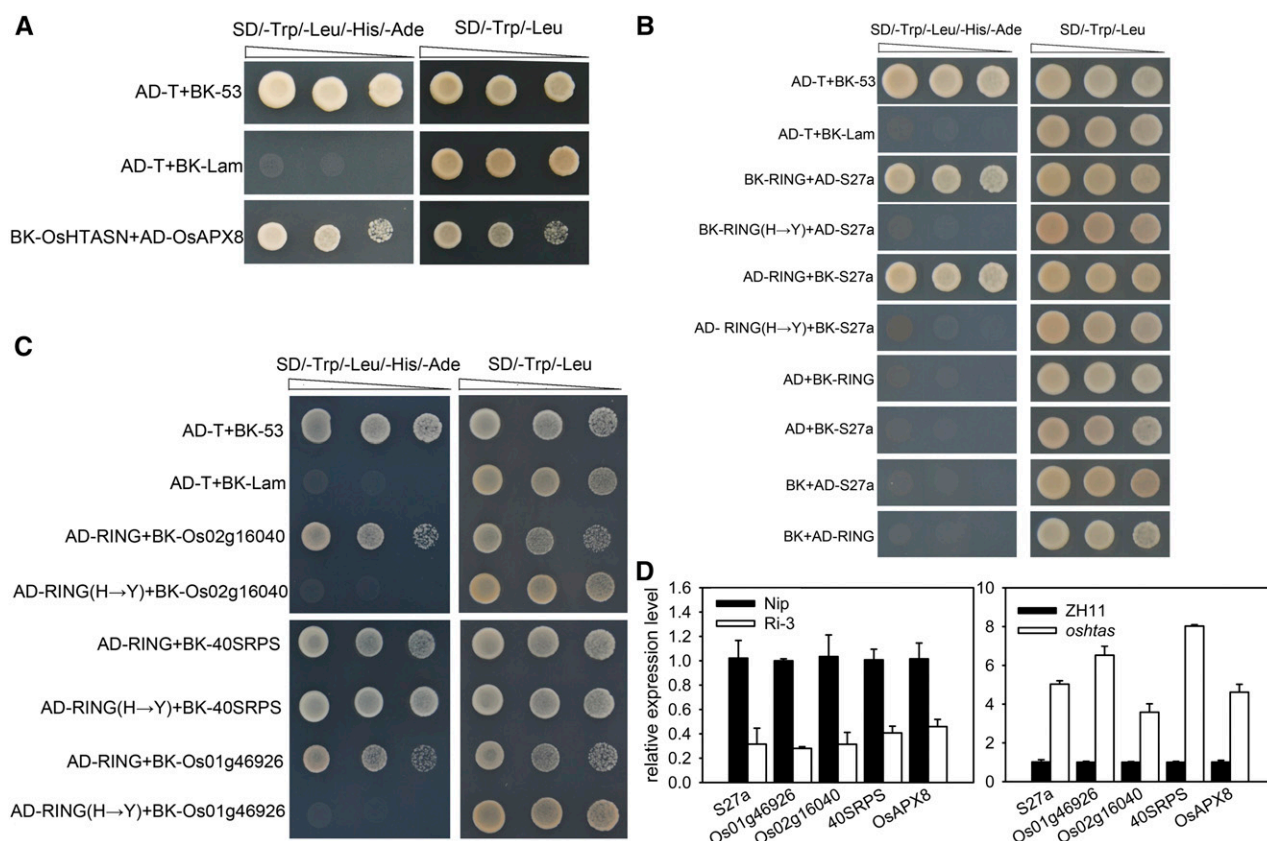 A
SD/-Trp/-Leu/-His/-Ade
SD/-Trp/-Leu
AD-T+BK-53
AD-T+BK-Lam
BK-OsHTASN+AD-OsAPX8
B
SD/-Trp/-Leu/-His/-Ade
SD/-Trp/-Leu
AD-T+BK-53
AD-T+BK-Lam
BK-RING+AD-S27a
BK-RING(H→Y)+AD-S27a
AD-RING+BK-S27a
AD- RING(H→Y)+BK-S27a
AD+BK-RING
AD+BK-S27a
BK+AD-S27a
BK+AD-RING
C
SD/-Trp/-Leu/-His/-Ade
SD/-Trp/-Leu
AD-T+BK-53
AD-T+BK-Lam
AD-RING+BK-Os02g16040
AD-RING(H→Y)+BK-Os02g16040
AD-RING+BK-40SRPS
AD-RING(H→Y)+BK-40SRPS
AD-RING+BK-Os01g46926
AD-RING(H→Y)+BK-Os01g46926
D
relative expression level
1.6
1.4
1.2
1.0
0.8
0.6
0.4
0.2
0.0
Nip
Ri-3
S27a
Os01g46926
Os02g16040
40SRPS
OsAPX8
10
8
6
4
2
0
ZH11
oshtas
S27a
Os01g46926
Os02g16040
40SRPS
OsAPX8